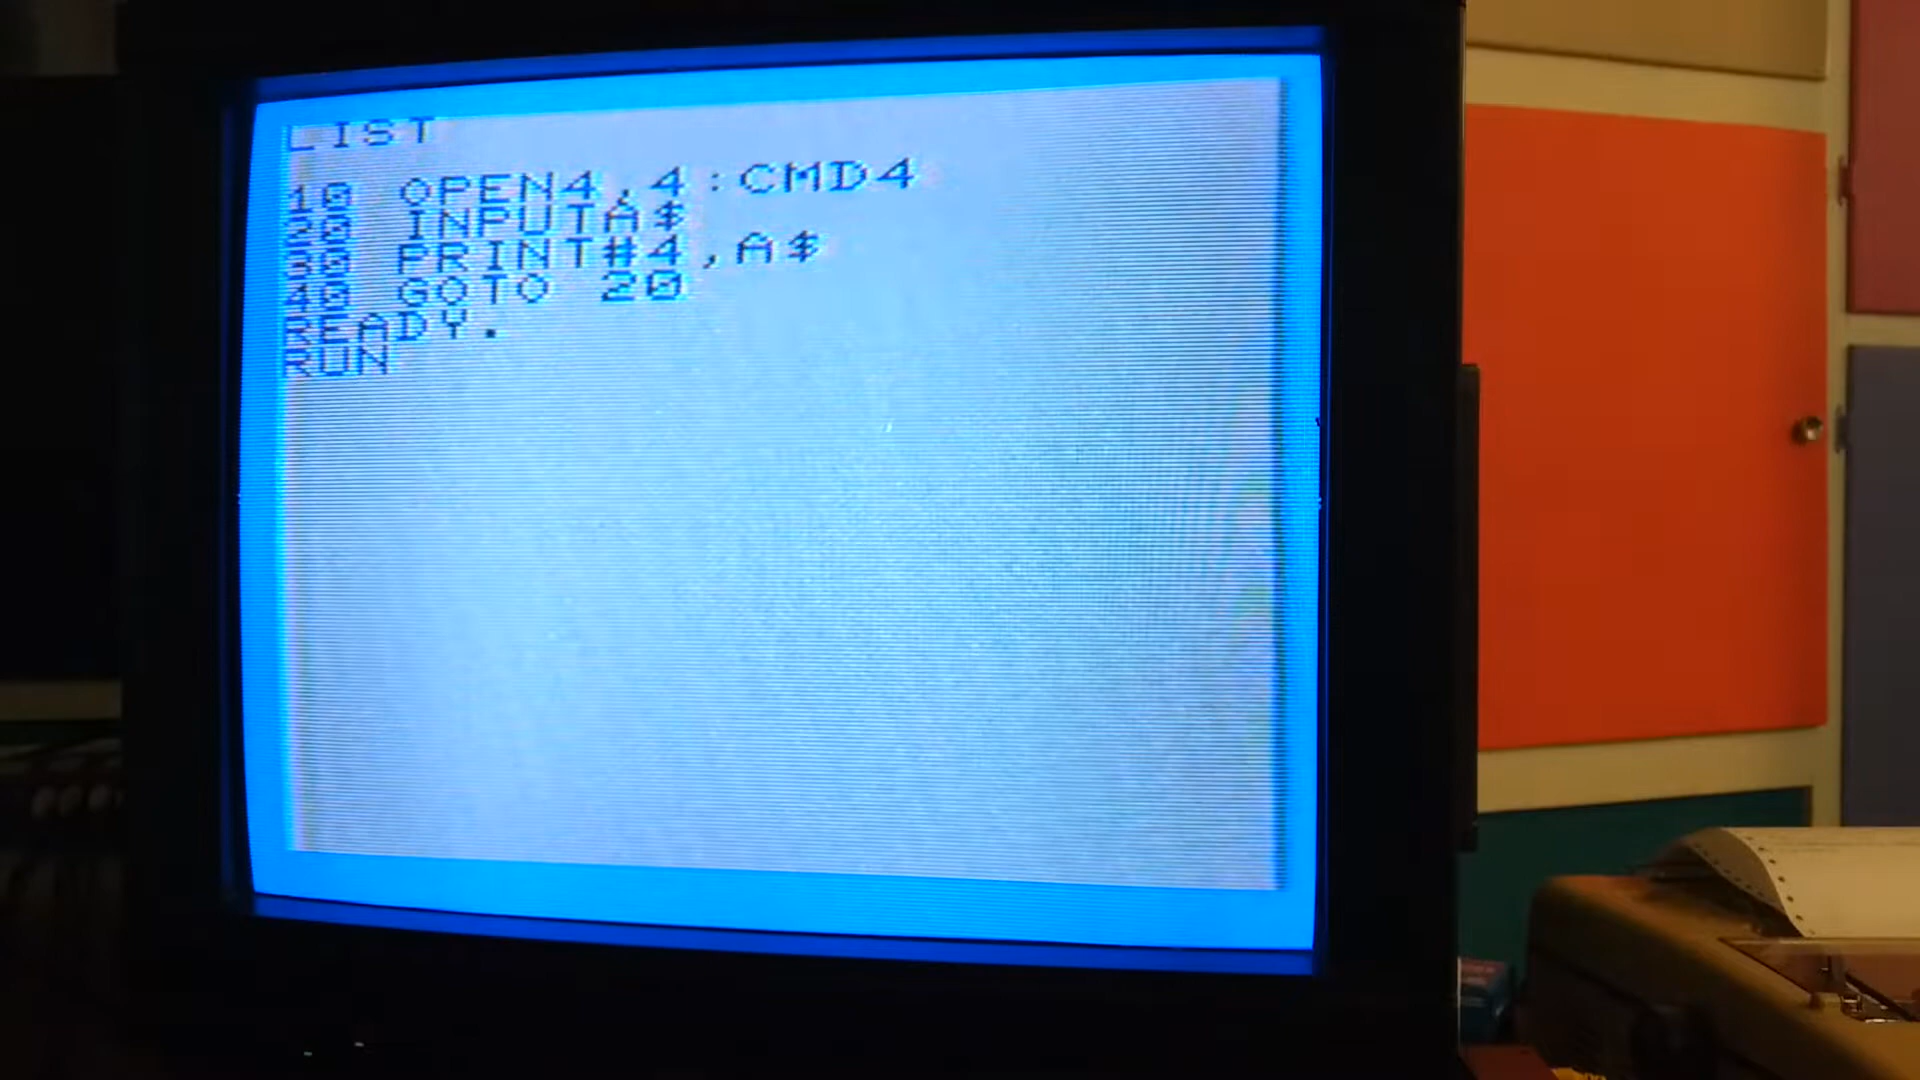 LIST
10 OPEN4,4:CMD4
20 INPUTA$
30 PRINT#4,A$
40 GOTO 20
READY.
RUN